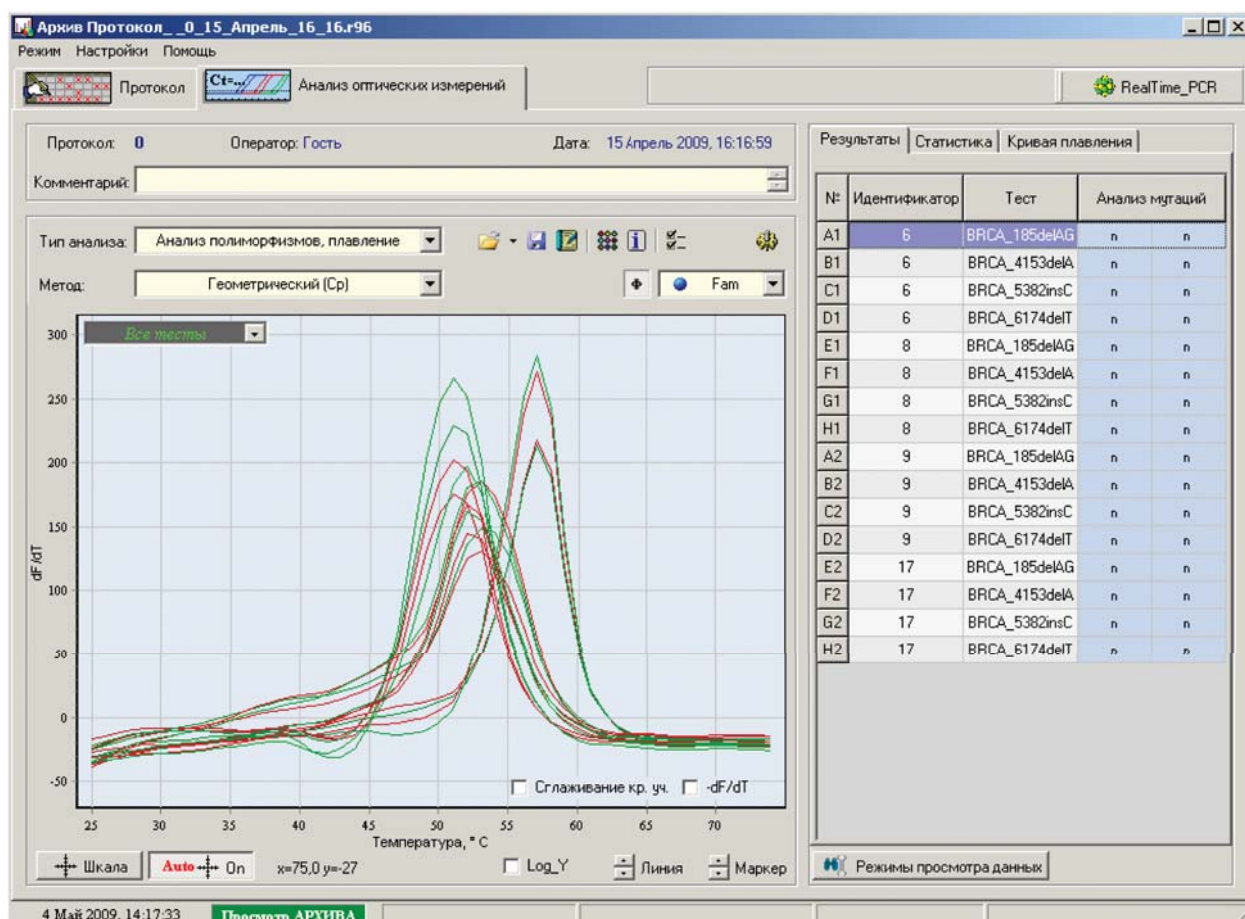 Архив Протокол_ _0_15_Апрель_16_16.r96
Режим Настройки Помощь
Протокол Ct=... Анализ оптических измерений RealTime_PCR
Протокол: 0 Оператор: Гость Дата: 15 Апрель 2009, 16:16:59
Комментарий:
Тип анализа: Анализ полиморфизмов, плавление
Метод: Геометрический (Cp) Ф Fam
Все тесты
300
250
200
150
100
50
0
-50
dF/dT
Сглаживание кр. уч. -dF/dT
25 30 35 40 45 50 55 60 65 70
Температура, ° C
Шкала Auto On x=75,0 y=-27 Log_Y Линия Маркер
Результаты Статистика Кривая плавления
№ Идентификатор Тест Анализ мутаций
A1 6 BRCA_185delAG n n
B1 6 BRCA_4153delA n n
C1 6 BRCA_5382insC n n
D1 6 BRCA_6174delT n n
E1 8 BRCA_185delAG n n
F1 8 BRCA_4153delA n n
G1 8 BRCA_5382insC n n
H1 8 BRCA_6174delT n n
A2 9 BRCA_185delAG n n
B2 9 BRCA_4153delA n n
C2 9 BRCA_5382insC n n
D2 9 BRCA_6174delT n n
E2 17 BRCA_185delAG n n
F2 17 BRCA_4153delA n n
G2 17 BRCA_5382insC n n
H2 17 BRCA_6174delT n n
Режимы просмотра данных
4 Май 2009, 14:17:33 Просмотр АРХИВА